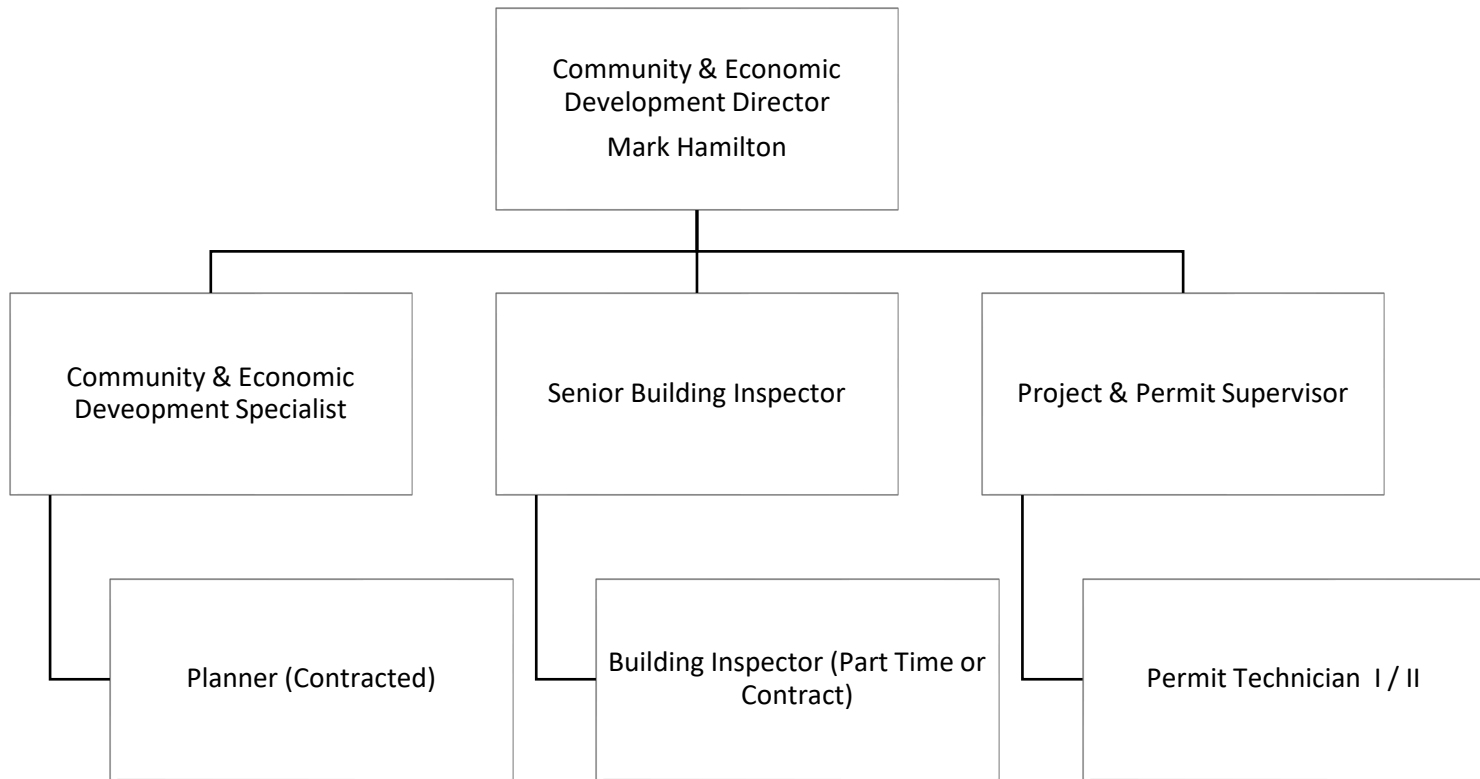 Community & Economic
Development Director
Mark Hamilton
Community & Economic
Deveopment Specialist
Senior Building Inspector
Project & Permit Supervisor
Planner (Contracted)
Building Inspector (Part Time or
Contract)
Permit Technician I / II